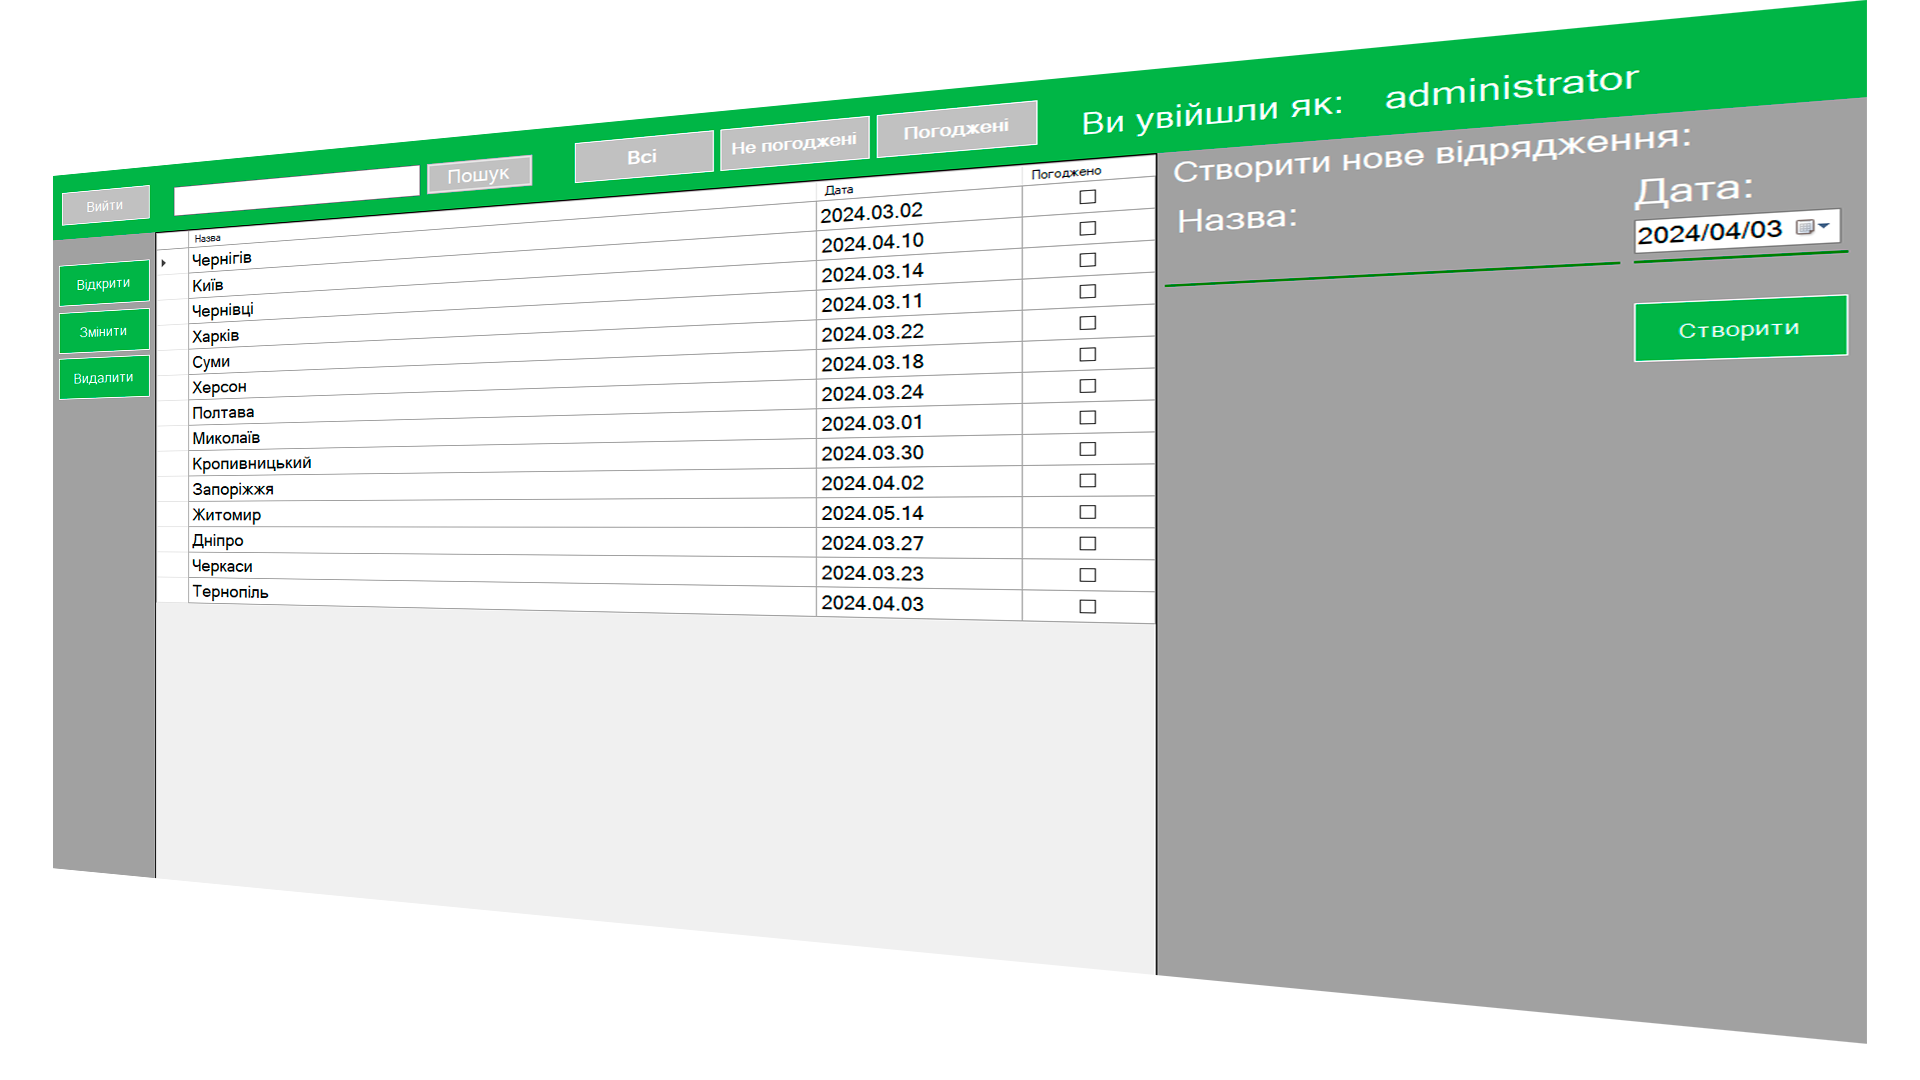 Вийти
Пошук
Всі
Не погоджені
Погоджені
Ви увійшли як: administrator
Відкрити
Змінити
Видалити
Назва Дата Погоджено
Чернігів 2024.03.02
Київ 2024.04.10
Чернівці 2024.03.14
Харків 2024.03.11
Суми 2024.03.22
Херсон 2024.03.18
Полтава 2024.03.24
Миколаїв 2024.03.01
Кропивницький 2024.03.30
Запоріжжя 2024.04.02
Житомир 2024.05.14
Дніпро 2024.03.27
Черкаси 2024.03.23
Тернопіль 2024.04.03
Створити нове відрядження:
Назва:
Дата:
2024/04/03
Створити